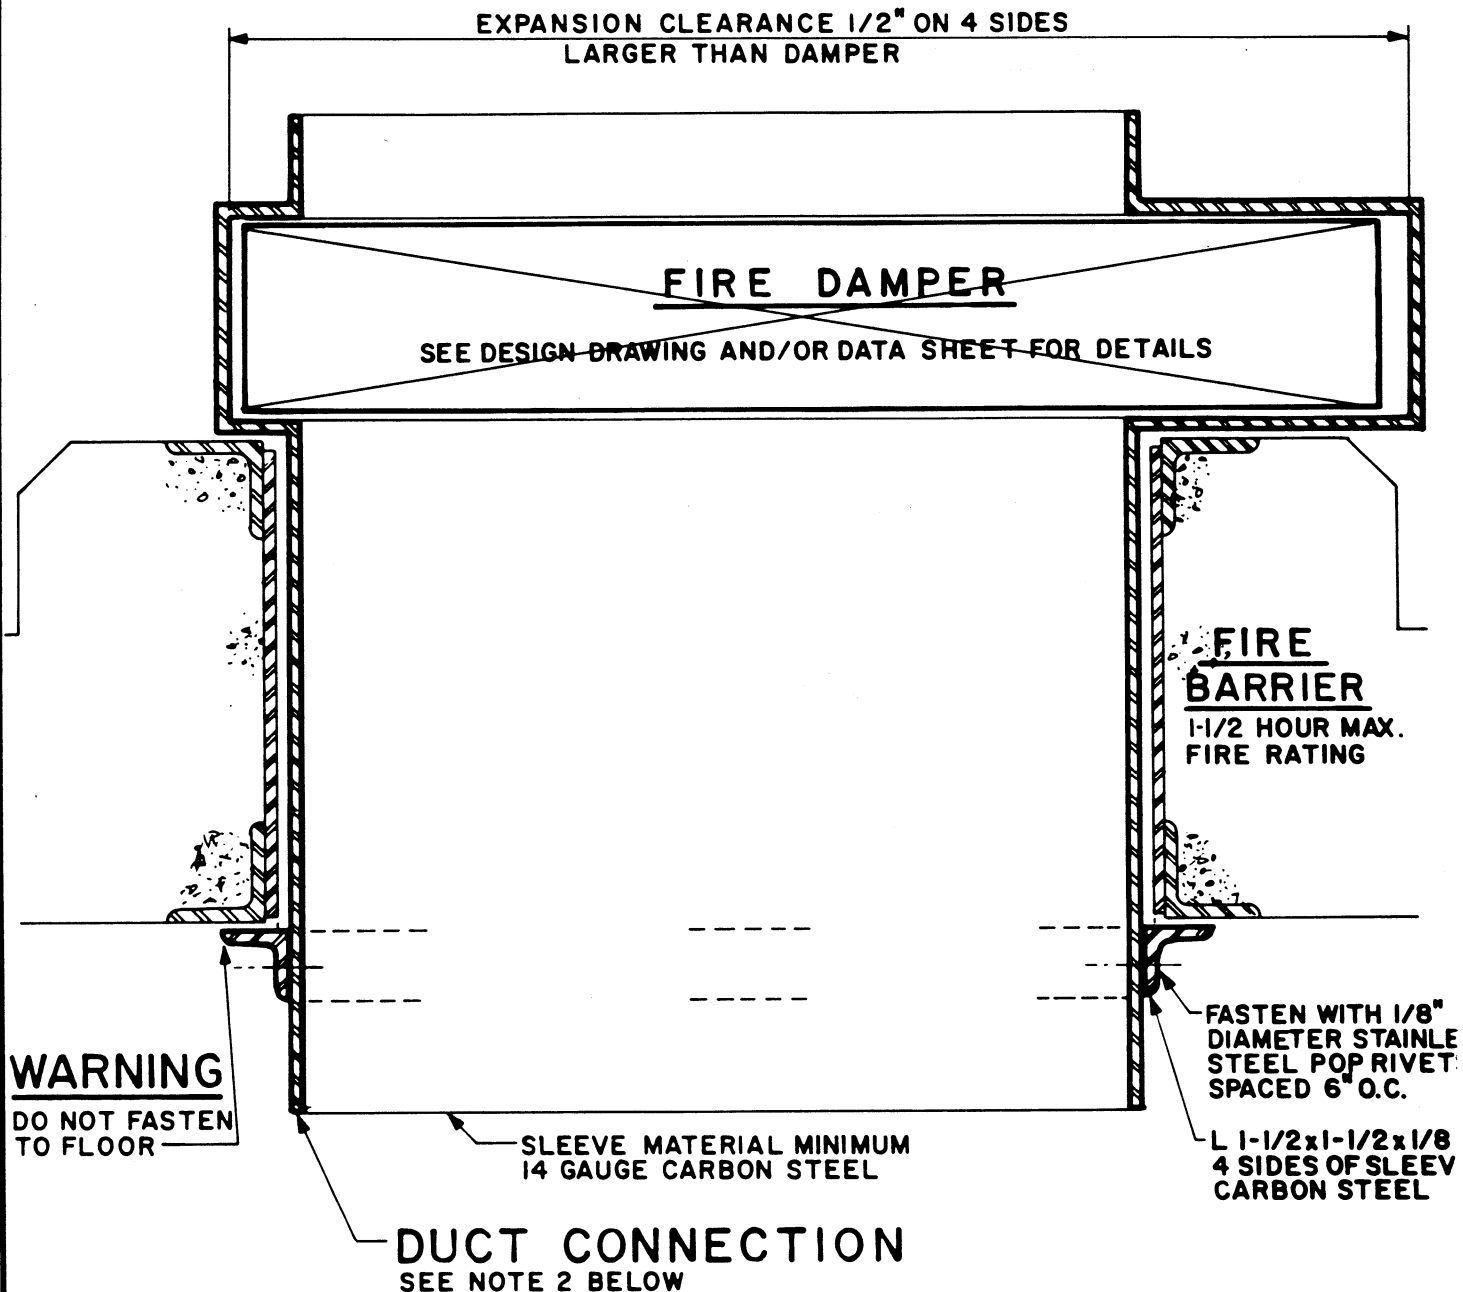 EXPANSION CLEARANCE 1/2" ON 4 SIDES
LARGER THAN DAMPER
FIRE DAMPER
SEE DESIGN DRAWING AND/OR DATA SHEET FOR DETAILS
FIRE
BARRIER
1-1/2 HOUR MAX.
FIRE RATING
WARNING
DO NOT FASTEN
TO FLOOR
FASTEN WITH 1/8"
DIAMETER STAINLE
STEEL POP RIVET
SPACED 6" O.C.
L 1-1/2x1-1/2x1/8
4 SIDES OF SLEEV
CARBON STEEL
SLEEVE MATERIAL MINIMUM
14 GAUGE CARBON STEEL
DUCT CONNECTION
SEE NOTE 2 BELOW